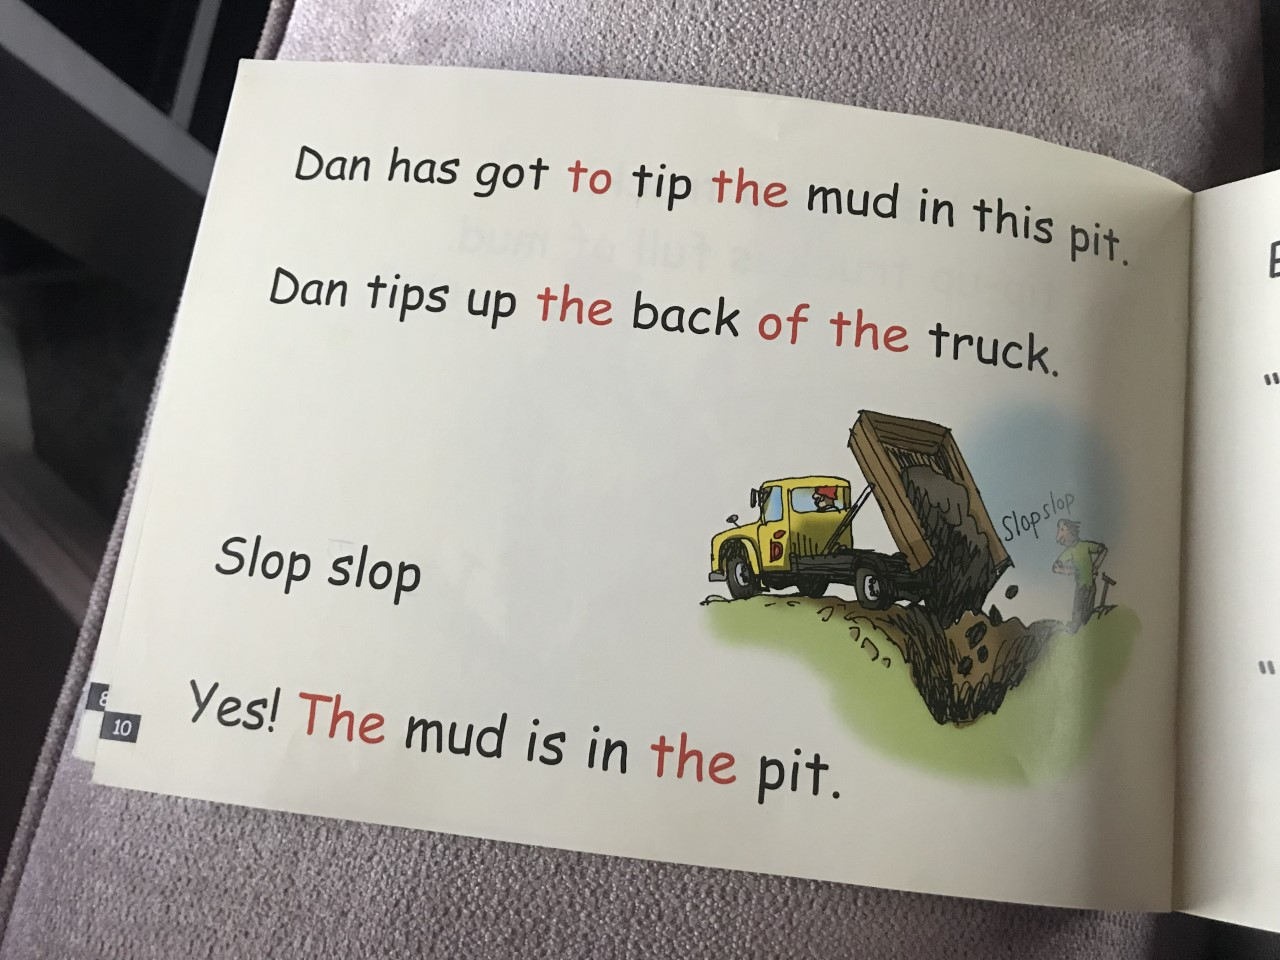 Dan has got to tip the mud in this pit.
Dan tips up the back of the truck.
Slop slop
Slop slop
D
Yes! The mud is in the pit.
8
10